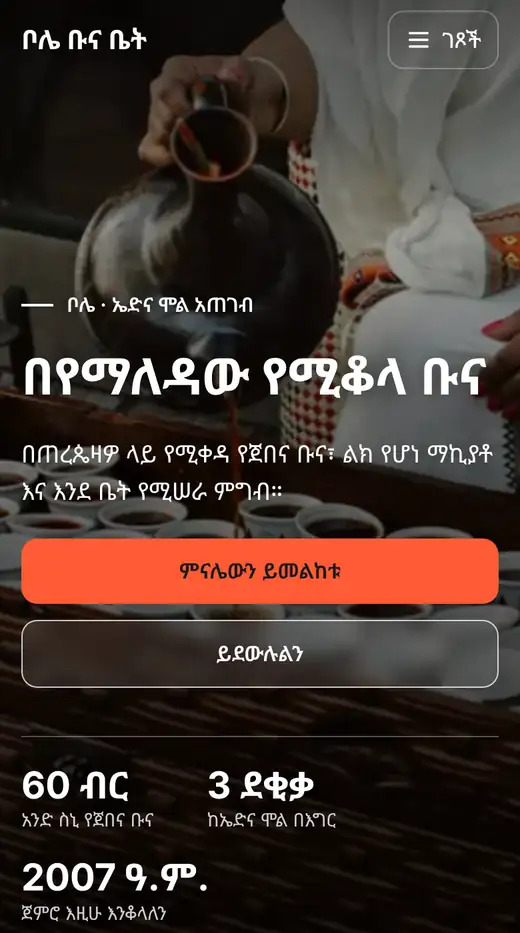 ቦሌ ቡና ቤት
ገጾች
ቦሌ · ኤድና ሞል አጠገብ
በየማለዳው የሚቆላ ቡና
በጠረጴዛዎ ላይ የሚቀዳ የጀበና ቡና፣ ልክ የሆነ ማኪያቶ
እና እንደ ቤት የሚሠራ ምግብ።
ምናሌውን ይመልከቱ
ይደውሉልን
60 ብር
3 ደቂቃ
አንድ ስኒ የጀበና ቡና
ከኤድና ሞል በእግር
2007 ዓ.ም.
ጀምሮ እዚሁ እንቆላለን